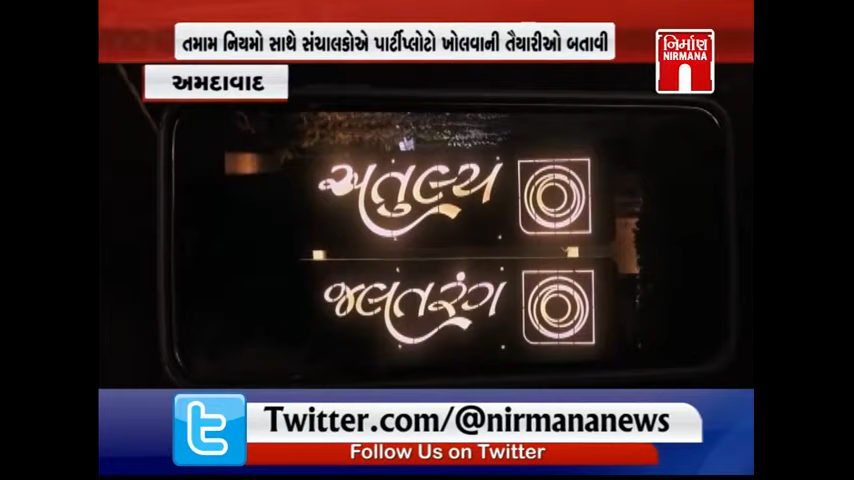 તમામ નિયમો સાથે સંચાલકોએ પાર્ટીપ્લોટો ખોલવાની તૈયારીઓ બતાવી
નિર્માણ
NIRMANA
અમદાવાદ
અતુલ્ય
જલતરંગ
Twitter.com/@nirmananews
Follow Us on Twitter